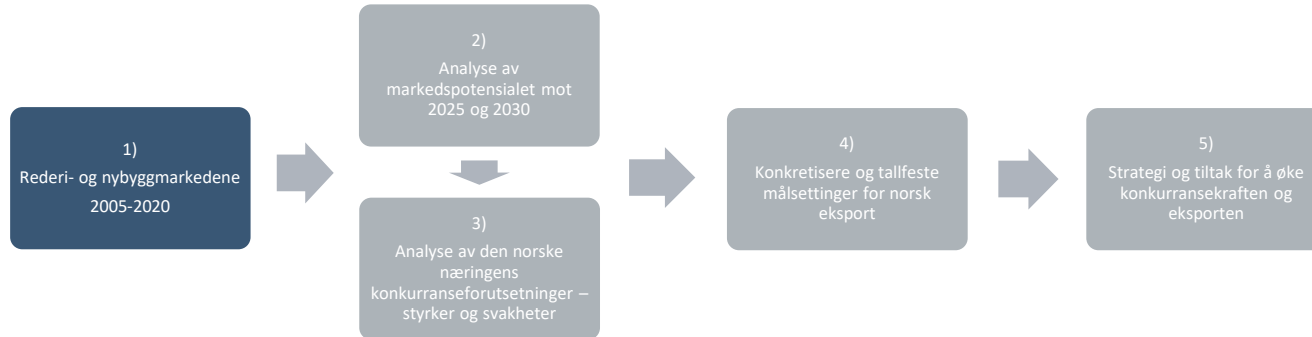 1)
Rederi- og nybyggmarkedene
2005-2020
2)
Analyse av
markedspotensialet mot
2025 og 2030
3)
Analyse av den norske
næringens
konkurranseforutsetninger –
styrker og svakheter
4)
Konkretisere og tallfeste
målsettinger for norsk
eksport
5)
Strategi og tiltak for å øke
konkurransekraften og
eksporten